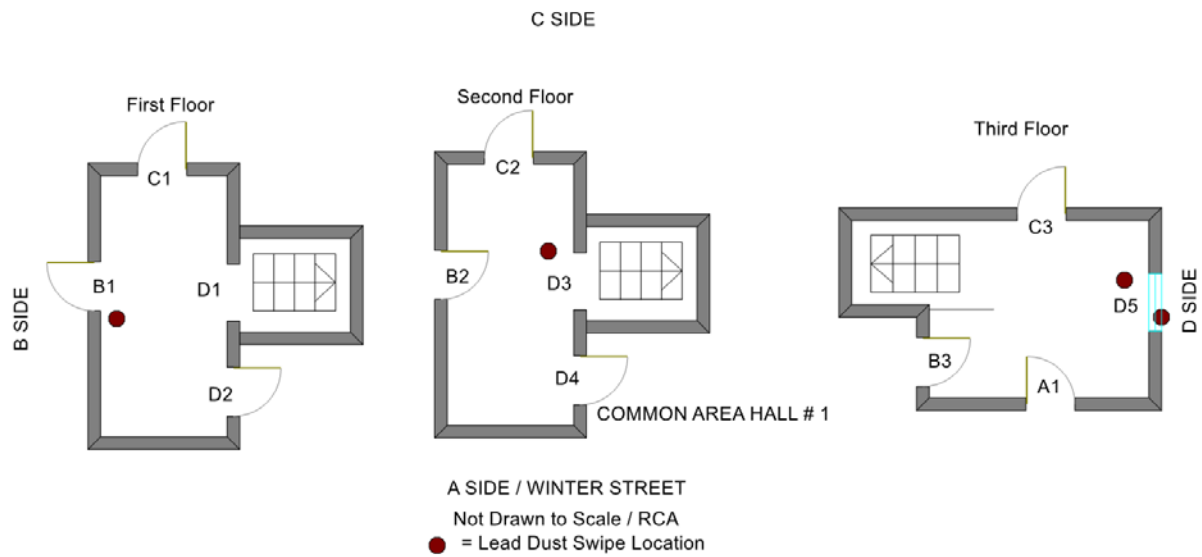 C SIDE
First Floor
Second Floor
Third Floor
C1
C2
C3
B1
D1
B2
D3
D5
B SIDE
D SIDE
D2
D4
B3
A1
COMMON AREA HALL # 1
A SIDE / WINTER STREET
Not Drawn to Scale / RCA
= Lead Dust Swipe Location